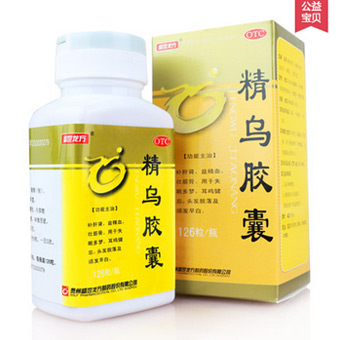 公益
宝贝
OTC
精乌胶囊
JINGWU JIAONANG
【功能主治】
补肝肾，益精血，
壮筋骨。用于失
眠多梦、耳鸣健
忘、头发脱落及
须发早白。
126粒/瓶
OTC
精乌胶囊
【功能主治】
补肝肾，益精血，
壮筋骨。用于失
眠多梦、耳鸣健
忘、头发脱落及
须发早白。
126粒/瓶